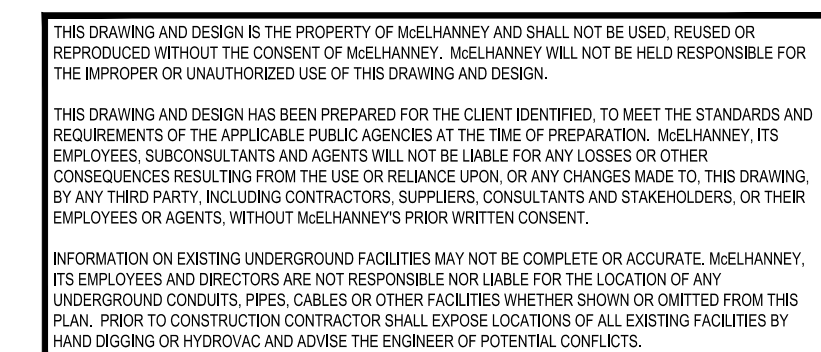 THIS DRAWING AND DESIGN IS THE PROPERTY OF McELHANNEY AND SHALL NOT BE USED, REUSED OR
REPRODUCED WITHOUT THE CONSENT OF McELHANNEY. McELHANNEY WILL NOT BE HELD RESPONSIBLE FOR
THE IMPROPER OR UNAUTHORIZED USE OF THIS DRAWING AND DESIGN.
THIS DRAWING AND DESIGN HAS BEEN PREPARED FOR THE CLIENT IDENTIFIED, TO MEET THE STANDARDS AND
REQUIREMENTS OF THE APPLICABLE PUBLIC AGENCIES AT THE TIME OF PREPARATION. McELHANNEY, ITS
EMPLOYEES, SUBCONSULTANTS AND AGENTS WILL NOT BE LIABLE FOR ANY LOSSES OR OTHER
CONSEQUENCES RESULTING FROM THE USE OR RELIANCE UPON, OR ANY CHANGES MADE TO, THIS DRAWING,
BY ANY THIRD PARTY, INCLUDING CONTRACTORS, SUPPLIERS, CONSULTANTS AND STAKEHOLDERS, OR THEIR
EMPLOYEES OR AGENTS, WITHOUT McELHANNEY'S PRIOR WRITTEN CONSENT.
INFORMATION ON EXISTING UNDERGROUND FACILITIES MAY NOT BE COMPLETE OR ACCURATE. McELHANNEY,
ITS EMPLOYEES AND DIRECTORS ARE NOT RESPONSIBLE NOR LIABLE FOR THE LOCATION OF ANY
UNDERGROUND CONDUITS, PIPES, CABLES OR OTHER FACILITIES WHETHER SHOWN OR OMITTED FROM THIS
PLAN. PRIOR TO CONSTRUCTION CONTRACTOR SHALL EXPOSE LOCATIONS OF ALL EXISTING FACILITIES BY
HAND DIGGING OR HYDROVAC AND ADVISE THE ENGINEER OF POTENTIAL CONFLICTS.